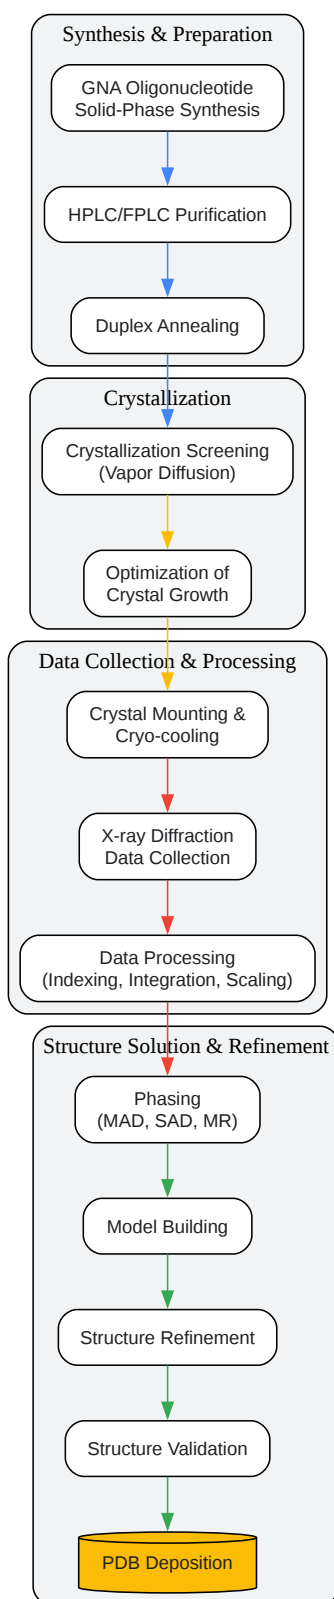 Synthesis & Preparation
GNA Oligonucleotide
Solid-Phase Synthesis
HPLC/FPLC Purification
Duplex Annealing
Crystallization
Crystallization Screening
(Vapor Diffusion)
Optimization of
Crystal Growth
Data Collection & Processing
Crystal Mounting &
Cryo-cooling
X-ray Diffraction
Data Collection
Data Processing
(Indexing, Integration, Scaling)
Structure Solution & Refinement
Phasing
(MAD, SAD, MR)
Model Building
Structure Refinement
Structure Validation
PDB Deposition